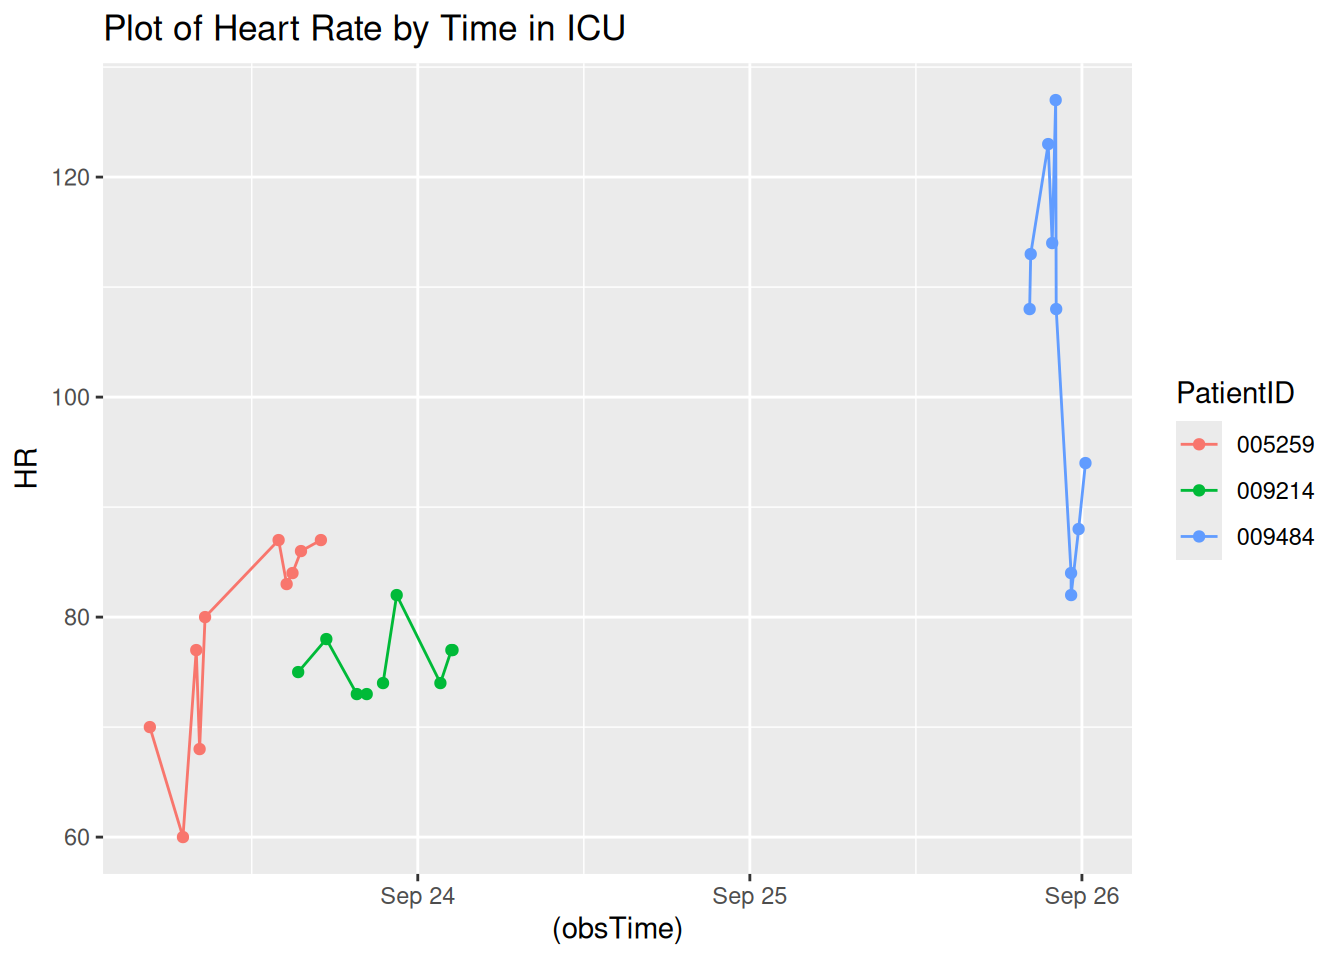 Plot of Heart Rate by Time in ICU
120
100
80
60
HR
Sep 24
Sep 25
Sep 26
(obsTime)
PatientID
005259
009214
009484